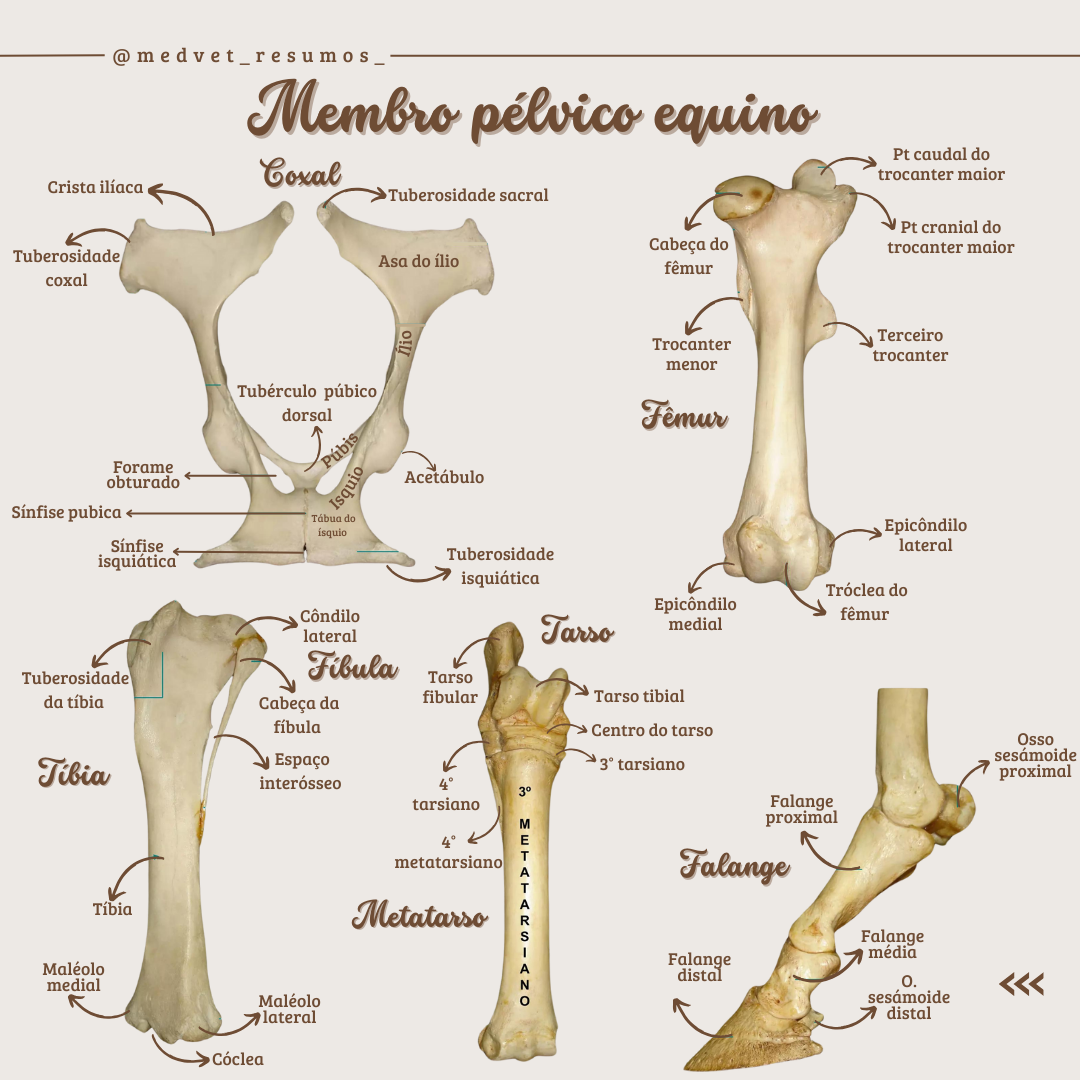 @medvet_resumos_
Membro pélvico equino
Coxal
Crista ilíaca
Tuberosidade sacral
Tuberosidade
coxal
Asa do ílio
Ílio
Tubérculo púbico
dorsal
Púbis
Isquio
Acetábulo
Forame
obturado
Sínfise pubica
Tábua do
ísquio
Sínfise
isquiática
Tuberosidade
isquiática
Pt caudal do
trocanter maior
Pt cranial do
trocanter maior
Cabeça do
fêmur
Trocanter
menor
Terceiro
trocanter
Fêmur
Epicôndilo
lateral
Epicôndilo
medial
Tróclea do
fêmur
Côndilo
lateral
Fíbula
Tuberosidade
da tíbia
Cabeça da
fíbula
Espaço
interósseo
Tíbia
Tíbia
Maléolo
medial
Maléolo
lateral
Cóclea
Tarso
Tarso
fibular
Tarso tibial
Centro do tarso
3° tarsiano
4°
tarsiano
4°
metatarsiano
3º
METATARSIANO
Metatarso
Osso
sesámoide
proximal
Falange
proximal
Falange
Falange
média
Falange
distal
O.
sesámoide
distal